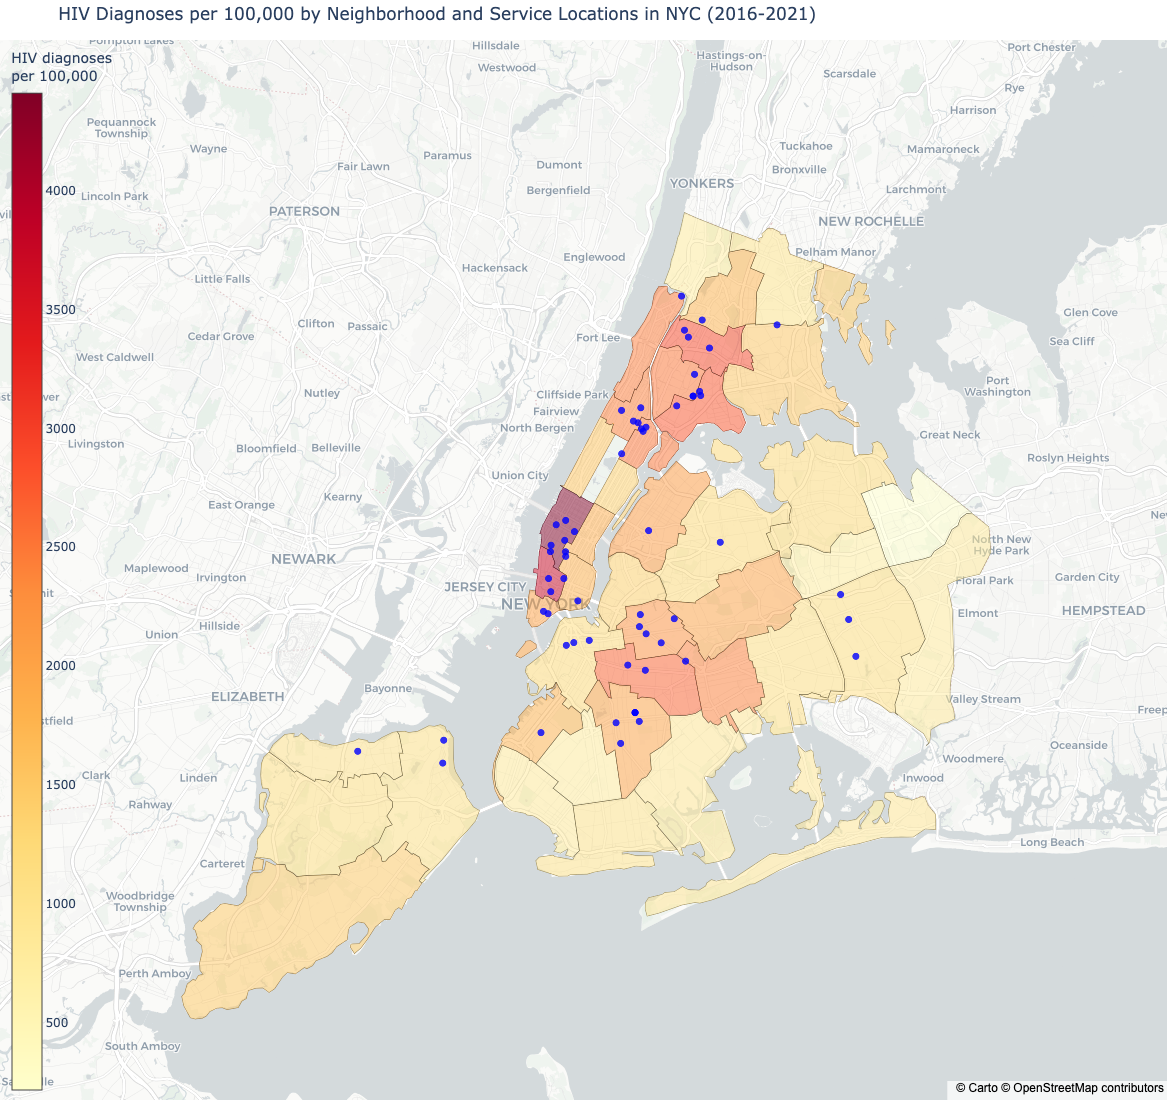 HIV Diagnoses per 100,000 by Neighborhood and Service Locations in NYC (2016-2021)
HIV diagnoses
per 100,000
4000
3500
3000
2500
2000
1500
1000
500
Pompton Lakes
Hillsdale
Westwood
Hastings-on-
Hudson
Port Chester
Scarsdale
Rye
Harrison
Pequannock
Township
Wayne
Fair Lawn
Paramus
Dumont
Bergenfield
Tuckahoe
Bronxville
Mamaroneck
YONKERS
Larchmont
Lincoln Park
PATERSON
NEW ROCHELLE
Pelham Manor
Englewood
Hackensack
Little Falls
Clifton
Passaic
Fort Lee
Glen Cove
Sea Cliff
Cedar Grove
West Caldwell
Nutley
Cliffside Park
Fairview
North Bergen
Port
Washington
Great Neck
Livingston
Bloomfield
Belleville
Roslyn Heights
Union City
Kearny
East Orange
NEWARK
North New
Hyde Park
Maplewood
Irvington
JERSEY CITY
NEW YORK
Floral Park
Garden City
Elmont
HEMPSTEAD
Hillside
Union
Bayonne
ELIZABETH
Valley Stream
Freep
stfield
Clark
Linden
Oceanside
Woodmere
Inwood
Rahway
Long Beach
Carteret
Woodbridge
Township
Perth Amboy
South Amboy
© Carto © OpenStreetMap contributors